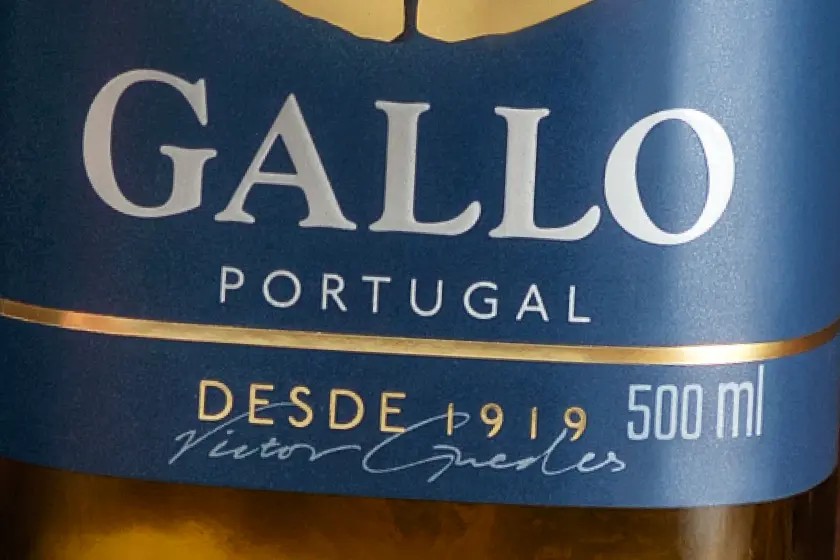 GALLO
PORTUGAL
DESDE 1919 500 ml
Victor Guedes